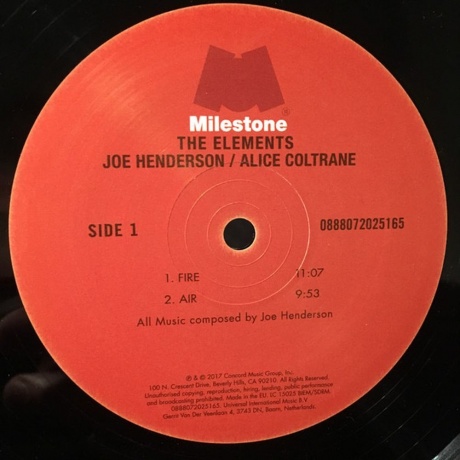 Milestone
THE ELEMENTS
JOE HENDERSON / ALICE COLTRANE
SIDE 1
0888072025165
1. FIRE 11:07
2. AIR 9:53
All Music composed by Joe Henderson
℗ & © 2017 Concord Music Group, Inc.,
100 N. Crescent Drive, Beverly Hills, CA 90210. All Rights Reserved.
Unauthorised copying, reproduction, hiring, lending, public performance
and broadcasting prohibited. Made in the EU. LC 15025 BIEM/SDRM.
0888072025165. Universal International Music B.V.
Gerrit Van Der Veenlaan 4, 3743 DN, Baarn, Netherlands.